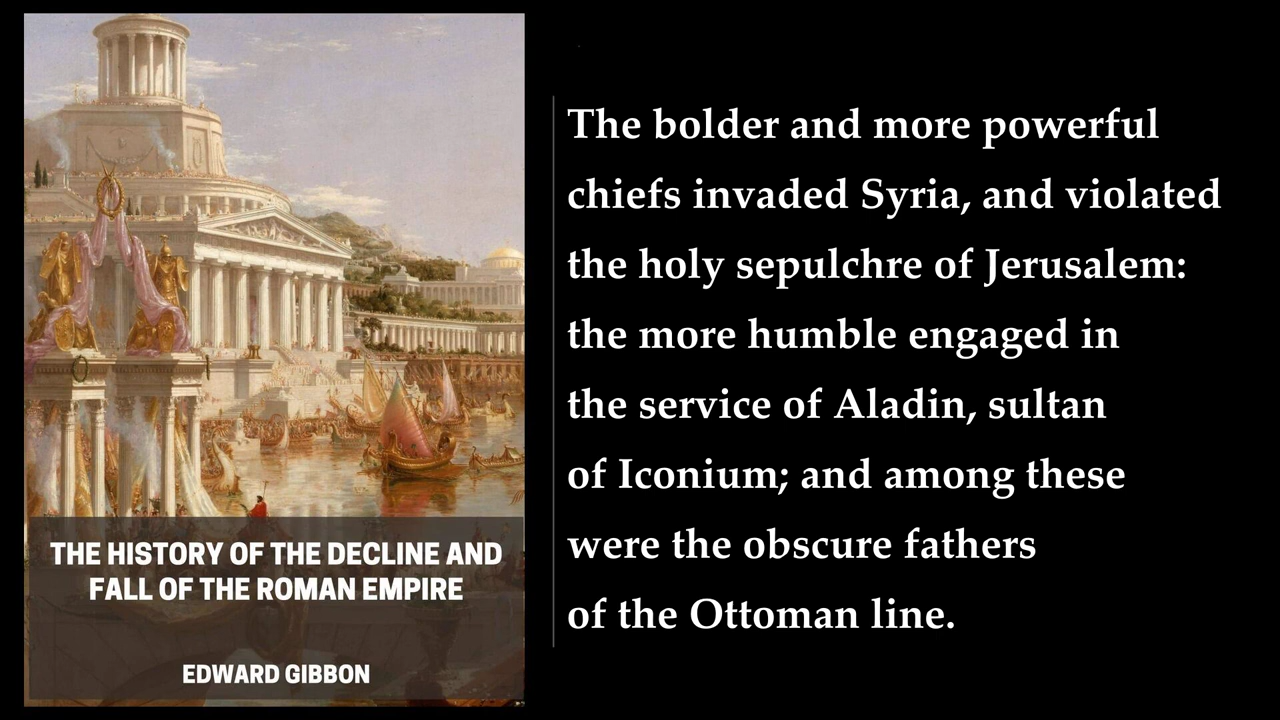 THE HISTORY OF THE DECLINE AND
FALL OF THE ROMAN EMPIRE
EDWARD GIBBON
The bolder and more powerful
chiefs invaded Syria, and violated
the holy sepulchre of Jerusalem:
the more humble engaged in
the service of Aladin, sultan
of Iconium; and among these
were the obscure fathers
of the Ottoman line.